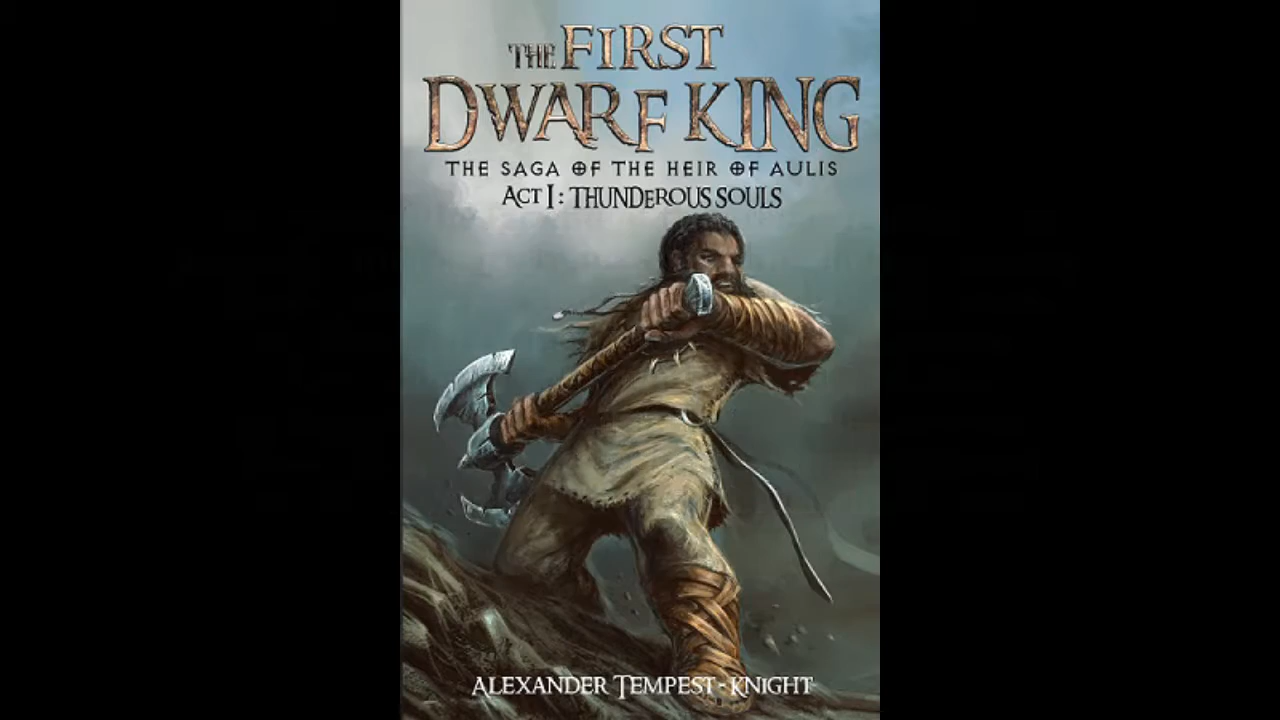 THE FIRST
DWARF KING
THE SAGA OF THE HEIR OF AULIS
ACT I: THUNDEROUS SOULS
ALEXANDER TEMPEST-KNIGHT